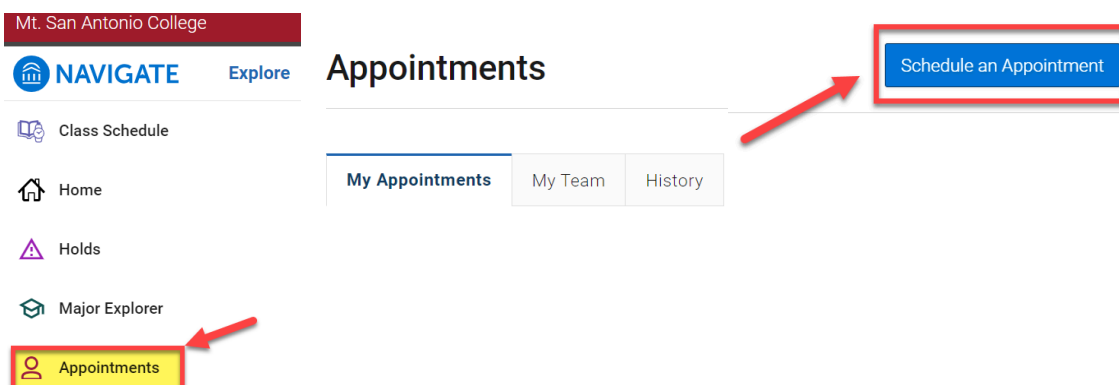 Mt. San Antonio College
NAVIGATE Explore
Class Schedule
Home
Holds
Major Explorer
Appointments
Appointments
Schedule an Appointment
My Appointments My Team History